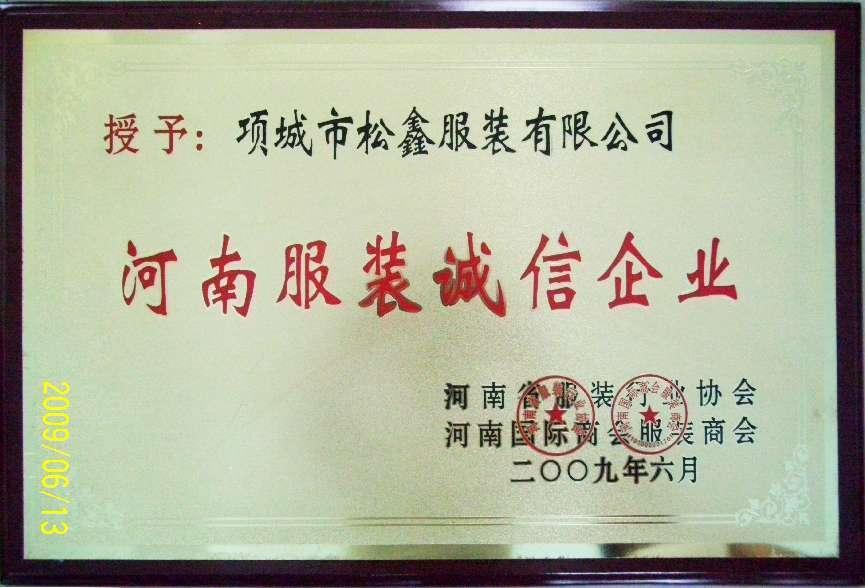 授予：项城市松鑫服装有限公司
河南服装诚信企业
河南省服装行业协会
河南国际商会服装商会
二〇〇九年六月
2009/06/13